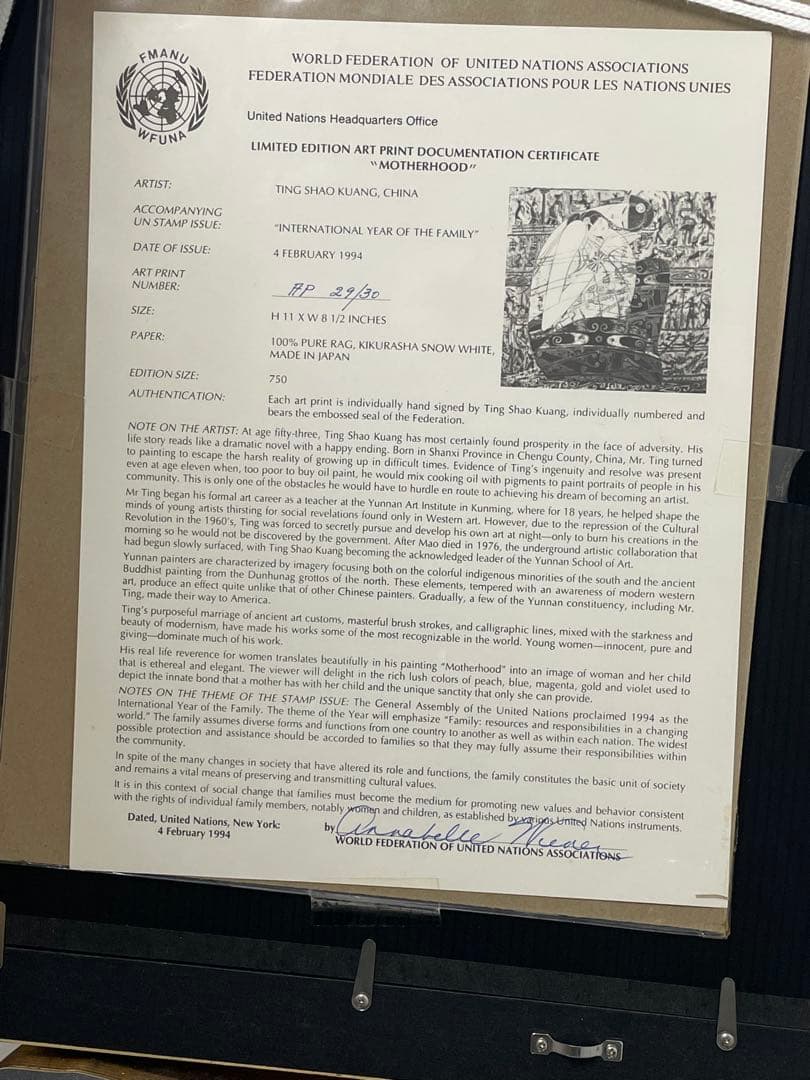 FMANU
WFUNA
WORLD FEDERATION OF UNITED NATIONS ASSOCIATIONS
FEDERATION MONDIALE DES ASSOCIATIONS POUR LES NATIONS UNIES
United Nations Headquarters Office
LIMITED EDITION ART PRINT DOCUMENTATION CERTIFICATE
"MOTHERHOOD"
ARTIST: TING SHAO KUANG, CHINA
ACCOMPANYING
UN STAMP ISSUE: "INTERNATIONAL YEAR OF THE FAMILY"
DATE OF ISSUE: 4 FEBRUARY 1994
ART PRINT
NUMBER: AP 29/30
SIZE: H 11 X W 8 1/2 INCHES
PAPER: 100% PURE RAG, KIKURASHA SNOW WHITE,
MADE IN JAPAN
EDITION SIZE: 750
AUTHENTICATION: Each art print is individually hand signed by Ting Shao Kuang, individually numbered and
bears the embossed seal of the Federation.
NOTE ON THE ARTIST: At age fifty-three, Ting Shao Kuang has most certainly found prosperity in the face of adversity. His
life story reads like a dramatic novel with a happy ending. Born in Shanxi Province in Chengu County, China, Mr. Ting turned
to painting to escape the harsh reality of growing up in difficult times. Evidence of Ting's ingenuity and resolve was present
even at age eleven when, too poor to buy oil paint, he would mix cooking oil with pigments to paint portraits of people in his
community. This is only one of the obstacles he would have to hurdle en route to achieving his dream of becoming an artist.
Mr Ting began his formal art career as a teacher at the Yunnan Art Institute in Kunming, where for 18 years, he helped shape the
minds of young artists thirsting for social revelations found only in Western art. However, due to the repression of the Cultural
Revolution in the 1960's, Ting was forced to secretly pursue and develop his own art at night—only to burn his creations in the
morning so he would not be discovered by the government. After Mao died in 1976, the underground artistic collaboration that
had begun slowly surfaced, with Ting Shao Kuang becoming the acknowledged leader of the Yunnan School of Art.
Yunnan painters are characterized by imagery focusing both on the colorful indigenous minorities of the south and the ancient
Buddhist painting from the Dunhunag grottos of the north. These elements, tempered with an awareness of modern western
art, produce an effect quite unlike that of other Chinese painters. Gradually, a few of the Yunnan constituency, including Mr.
Ting, made their way to America.
Ting's purposeful marriage of ancient art customs, masterful brush strokes, and calligraphic lines, mixed with the starkness and
beauty of modernism, have made his works some of the most recognizable in the world. Young women—innocent, pure and
giving—dominate much of his work.
His real life reverence for women translates beautifully in his painting "Motherhood" into an image of woman and her child
that is ethereal and elegant. The viewer will delight in the rich lush colors of peach, blue, magenta, gold and violet used to
depict the innate bond that a mother has with her child and the unique sanctity that only she can provide.
NOTES ON THE THEME OF THE STAMP ISSUE: The General Assembly of the United Nations proclaimed 1994 as the
International Year of the Family. The theme of the Year will emphasize "Family: resources and responsibilities in a changing
world." The family assumes diverse forms and functions from one country to another as well as within each nation. The widest
possible protection and assistance should be accorded to families so that they may fully assume their responsibilities within
the community.
In spite of the many changes in society that have altered its role and functions, the family constitutes the basic unit of society
and remains a vital means of preserving and transmitting cultural values.
It is in this context of social change that families must become the medium for promoting new values and behavior consistent
with the rights of individual family members, notably women and children, as established by various United Nations instruments.
Dated, United Nations, New York:
4 February 1994
by Annabelle
WORLD FEDERATION OF UNITED NATIONS ASSOCIATIONS